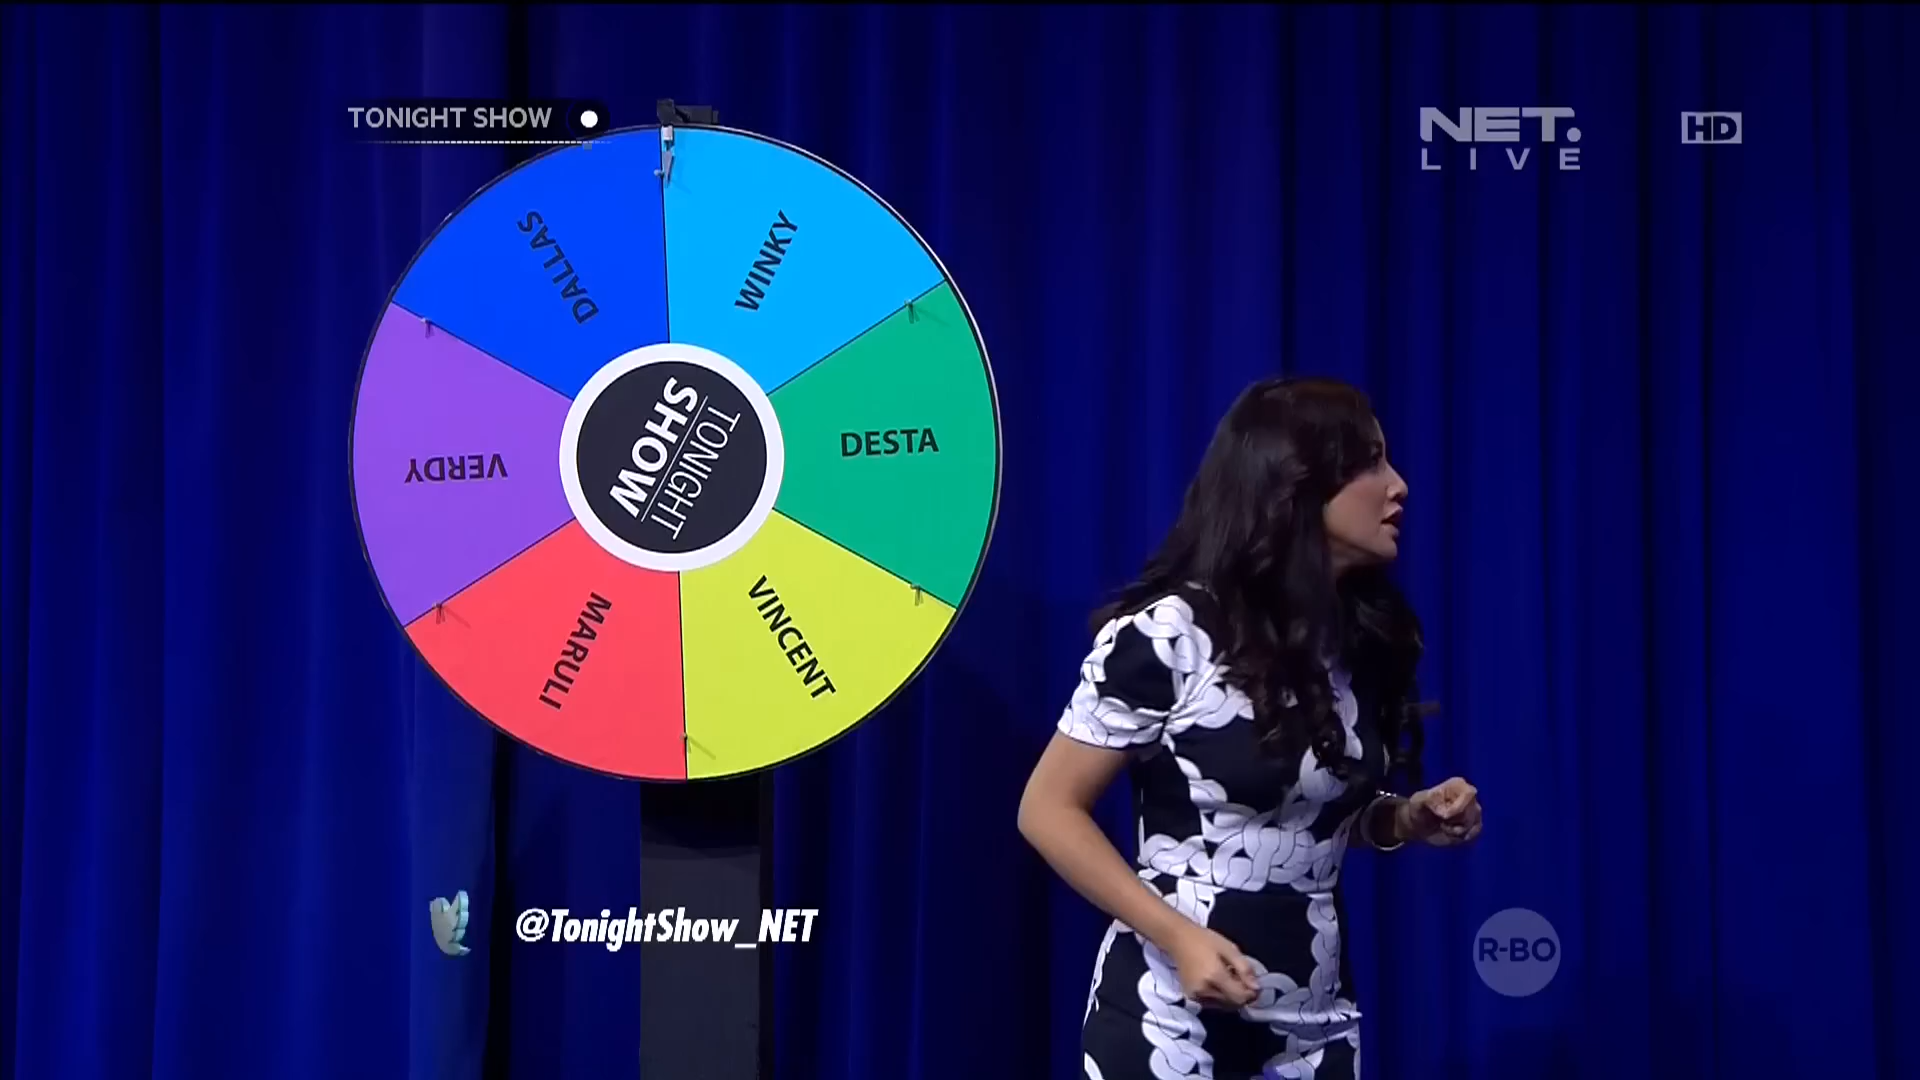 TONIGHT SHOW
NET.
LIVE
HD
DALLAS
WINKY
VERDY
DESTA
MARULI
VINCENT
TONIGHT
SHOW
@TonightShow_NET
R-BO